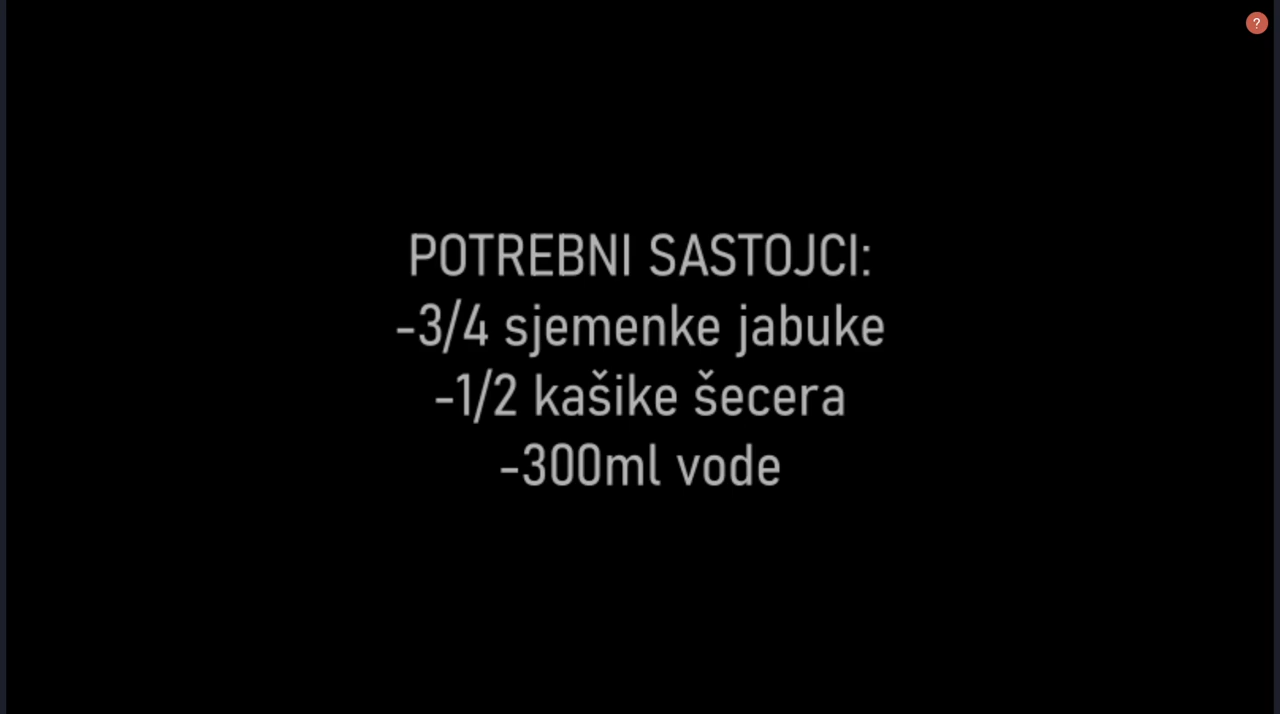 ?
POTREBNI SASTOJCI:
-3/4 sjemenke jabuke
-1/2 kašike šecera
-300ml vode